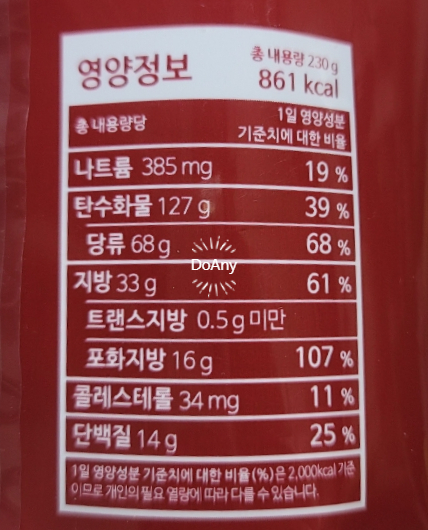 영양정보
총 내용량 230 g
861 kcal
총 내용량당
1일 영양성분
기준치에 대한 비율
나트륨 385 mg 19 %
탄수화물 127 g 39 %
당류 68 g 68 %
DoAny
지방 33 g 61 %
트랜스지방 0.5 g 미만
포화지방 16 g 107 %
콜레스테롤 34 mg 11 %
단백질 14 g 25 %
1일 영양성분 기준치에 대한 비율(%)은 2,000kcal 기준
이므로 개인의 필요 열량에 따라 다를 수 있습니다.